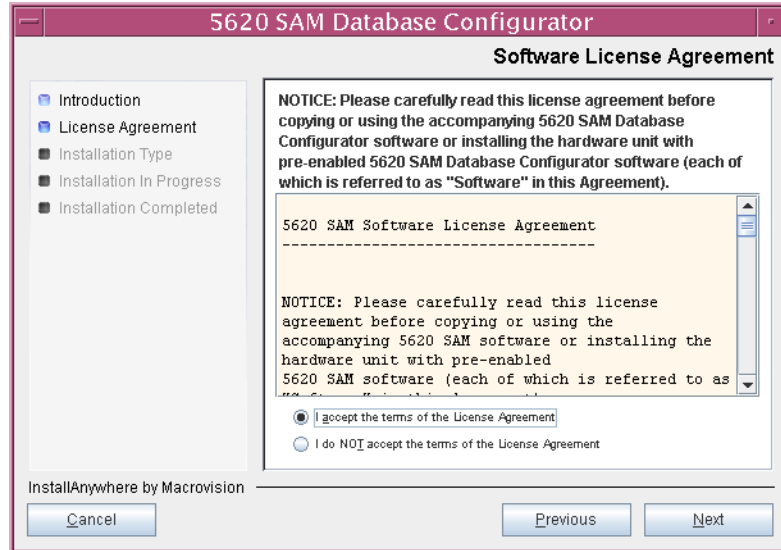 5620 SAM Database Configurator
Software License Agreement
Introduction
License Agreement
Installation Type
Installation In Progress
Installation Completed
NOTICE: Please carefully read this license agreement before
copying or using the accompanying 5620 SAM Database
Configurator software or installing the hardware unit with
pre-enabled 5620 SAM Database Configurator software (each of
which is referred to as "Software" in this Agreement).
5620 SAM Software License Agreement
-----------------------------------
NOTICE: Please carefully read this license
agreement before copying or using the
accompanying 5620 SAM software or installing the
hardware unit with pre-enabled
5620 SAM software (each of which is referred to as
I accept the terms of the License Agreement
I do NOT accept the terms of the License Agreement
InstallAnywhere by Macrovision
Cancel
Previous
Next